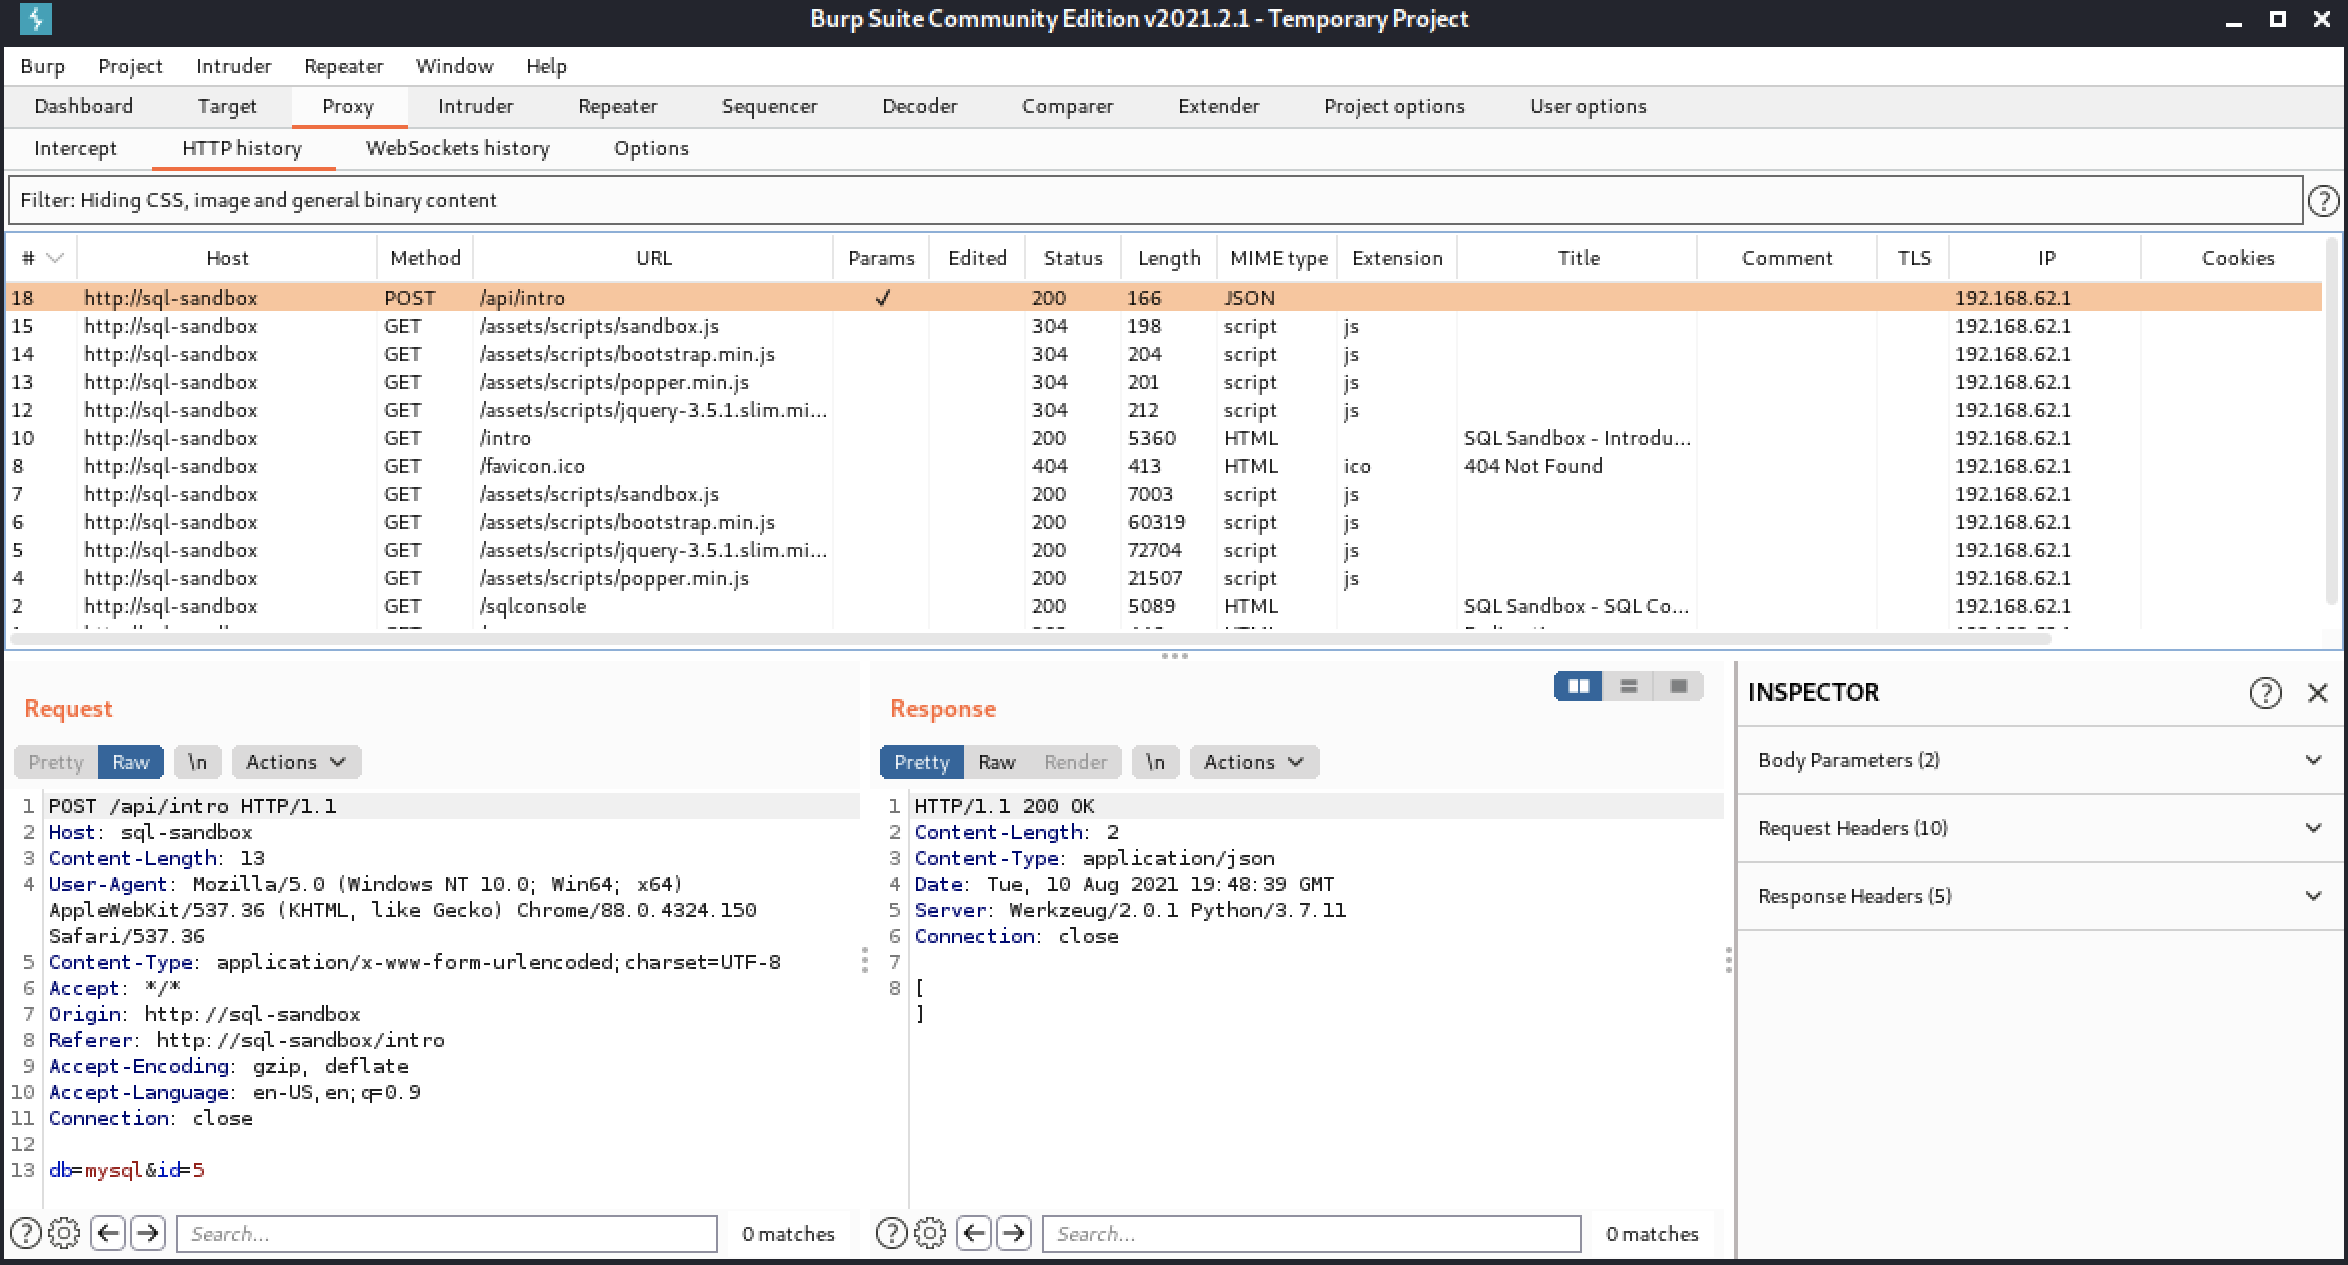 Burp Suite Community Edition v2021.2.1 - Temporary Project
Burp Project Intruder Repeater Window Help
Dashboard Target Proxy Intruder Repeater Sequencer Decoder Comparer Extender Project options User options
Intercept HTTP history WebSockets history Options
Filter: Hiding CSS, image and general binary content
# Host Method URL Params Edited Status Length MIME type Extension Title Comment TLS IP Cookies
18 http://sql-sandbox POST /api/intro ✓ 200 166 JSON 192.168.62.1
15 http://sql-sandbox GET /assets/scripts/sandbox.js 304 198 script js 192.168.62.1
14 http://sql-sandbox GET /assets/scripts/bootstrap.min.js 304 204 script js 192.168.62.1
13 http://sql-sandbox GET /assets/scripts/popper.min.js 304 201 script js 192.168.62.1
12 http://sql-sandbox GET /assets/scripts/jquery-3.5.1.slim.mi... 304 212 script js 192.168.62.1
10 http://sql-sandbox GET /intro 200 5360 HTML SQL Sandbox - Introdu... 192.168.62.1
8 http://sql-sandbox GET /favicon.ico 404 413 HTML ico 404 Not Found 192.168.62.1
7 http://sql-sandbox GET /assets/scripts/sandbox.js 200 7003 script js 192.168.62.1
6 http://sql-sandbox GET /assets/scripts/bootstrap.min.js 200 60319 script js 192.168.62.1
5 http://sql-sandbox GET /assets/scripts/jquery-3.5.1.slim.mi... 200 72704 script js 192.168.62.1
4 http://sql-sandbox GET /assets/scripts/popper.min.js 200 21507 script js 192.168.62.1
2 http://sql-sandbox GET /sqlconsole 200 5089 HTML SQL Sandbox - SQL Co... 192.168.62.1
Request
Pretty Raw \n Actions
1 POST /api/intro HTTP/1.1
2 Host: sql-sandbox
3 Content-Length: 13
4 User-Agent: Mozilla/5.0 (Windows NT 10.0; Win64; x64)
AppleWebKit/537.36 (KHTML, like Gecko) Chrome/88.0.4324.150
Safari/537.36
5 Content-Type: application/x-www-form-urlencoded;charset=UTF-8
6 Accept: */*
7 Origin: http://sql-sandbox
8 Referer: http://sql-sandbox/intro
9 Accept-Encoding: gzip, deflate
10 Accept-Language: en-US,en;q=0.9
11 Connection: close
12
13 db=mysql&id=5
Search... 0 matches
Response
Pretty Raw Render \n Actions
1 HTTP/1.1 200 OK
2 Content-Length: 2
3 Content-Type: application/json
4 Date: Tue, 10 Aug 2021 19:48:39 GMT
5 Server: Werkzeug/2.0.1 Python/3.7.11
6 Connection: close
7
8 [
]
Search... 0 matches
INSPECTOR
Body Parameters (2)
Request Headers (10)
Response Headers (5)